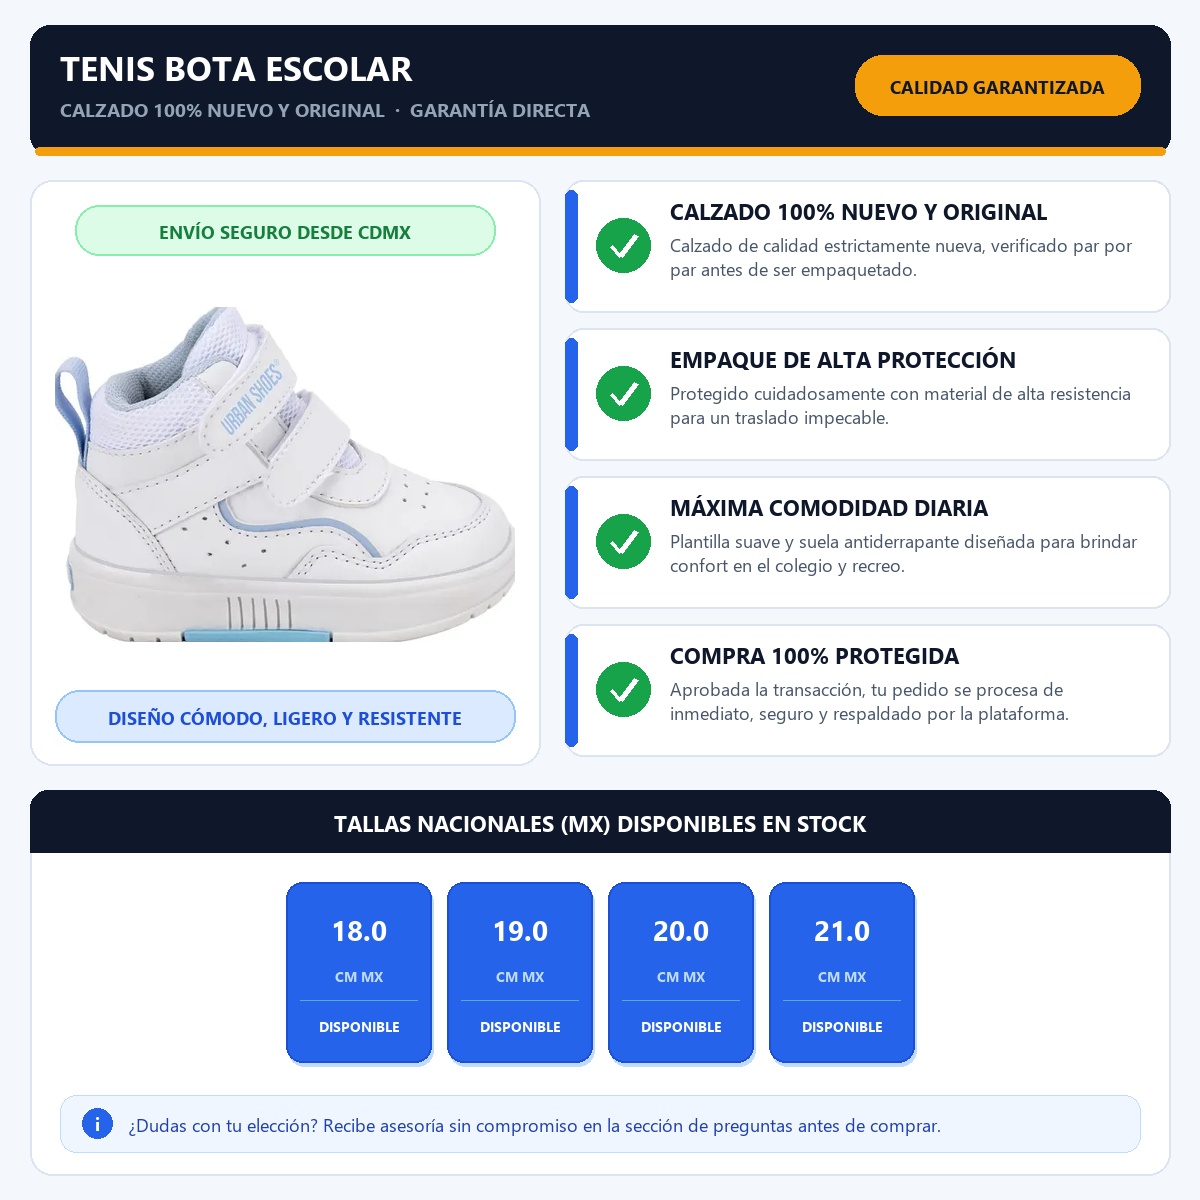 TENIS BOTA ESCOLAR
CALZADO 100% NUEVO Y ORIGINAL · GARANTÍA DIRECTA
CALIDAD GARANTIZADA
ENVÍO SEGURO DESDE CDMX
URBAN SHOES
DISEÑO CÓMODO, LIGERO Y RESISTENTE
CALZADO 100% NUEVO Y ORIGINAL
Calzado de calidad estrictamente nueva, verificado par por
par antes de ser empaquetado.
EMPAQUE DE ALTA PROTECCIÓN
Protegido cuidadosamente con material de alta resistencia
para un traslado impecable.
MÁXIMA COMODIDAD DIARIA
Plantilla suave y suela antiderrapante diseñada para brindar
confort en el colegio y recreo.
COMPRA 100% PROTEGIDA
Aprobada la transacción, tu pedido se procesa de
inmediato, seguro y respaldado por la plataforma.
TALLAS NACIONALES (MX) DISPONIBLES EN STOCK
18.0
CM MX
DISPONIBLE
19.0
CM MX
DISPONIBLE
20.0
CM MX
DISPONIBLE
21.0
CM MX
DISPONIBLE
¿Dudas con tu elección? Recibe asesoría sin compromiso en la sección de preguntas antes de comprar.